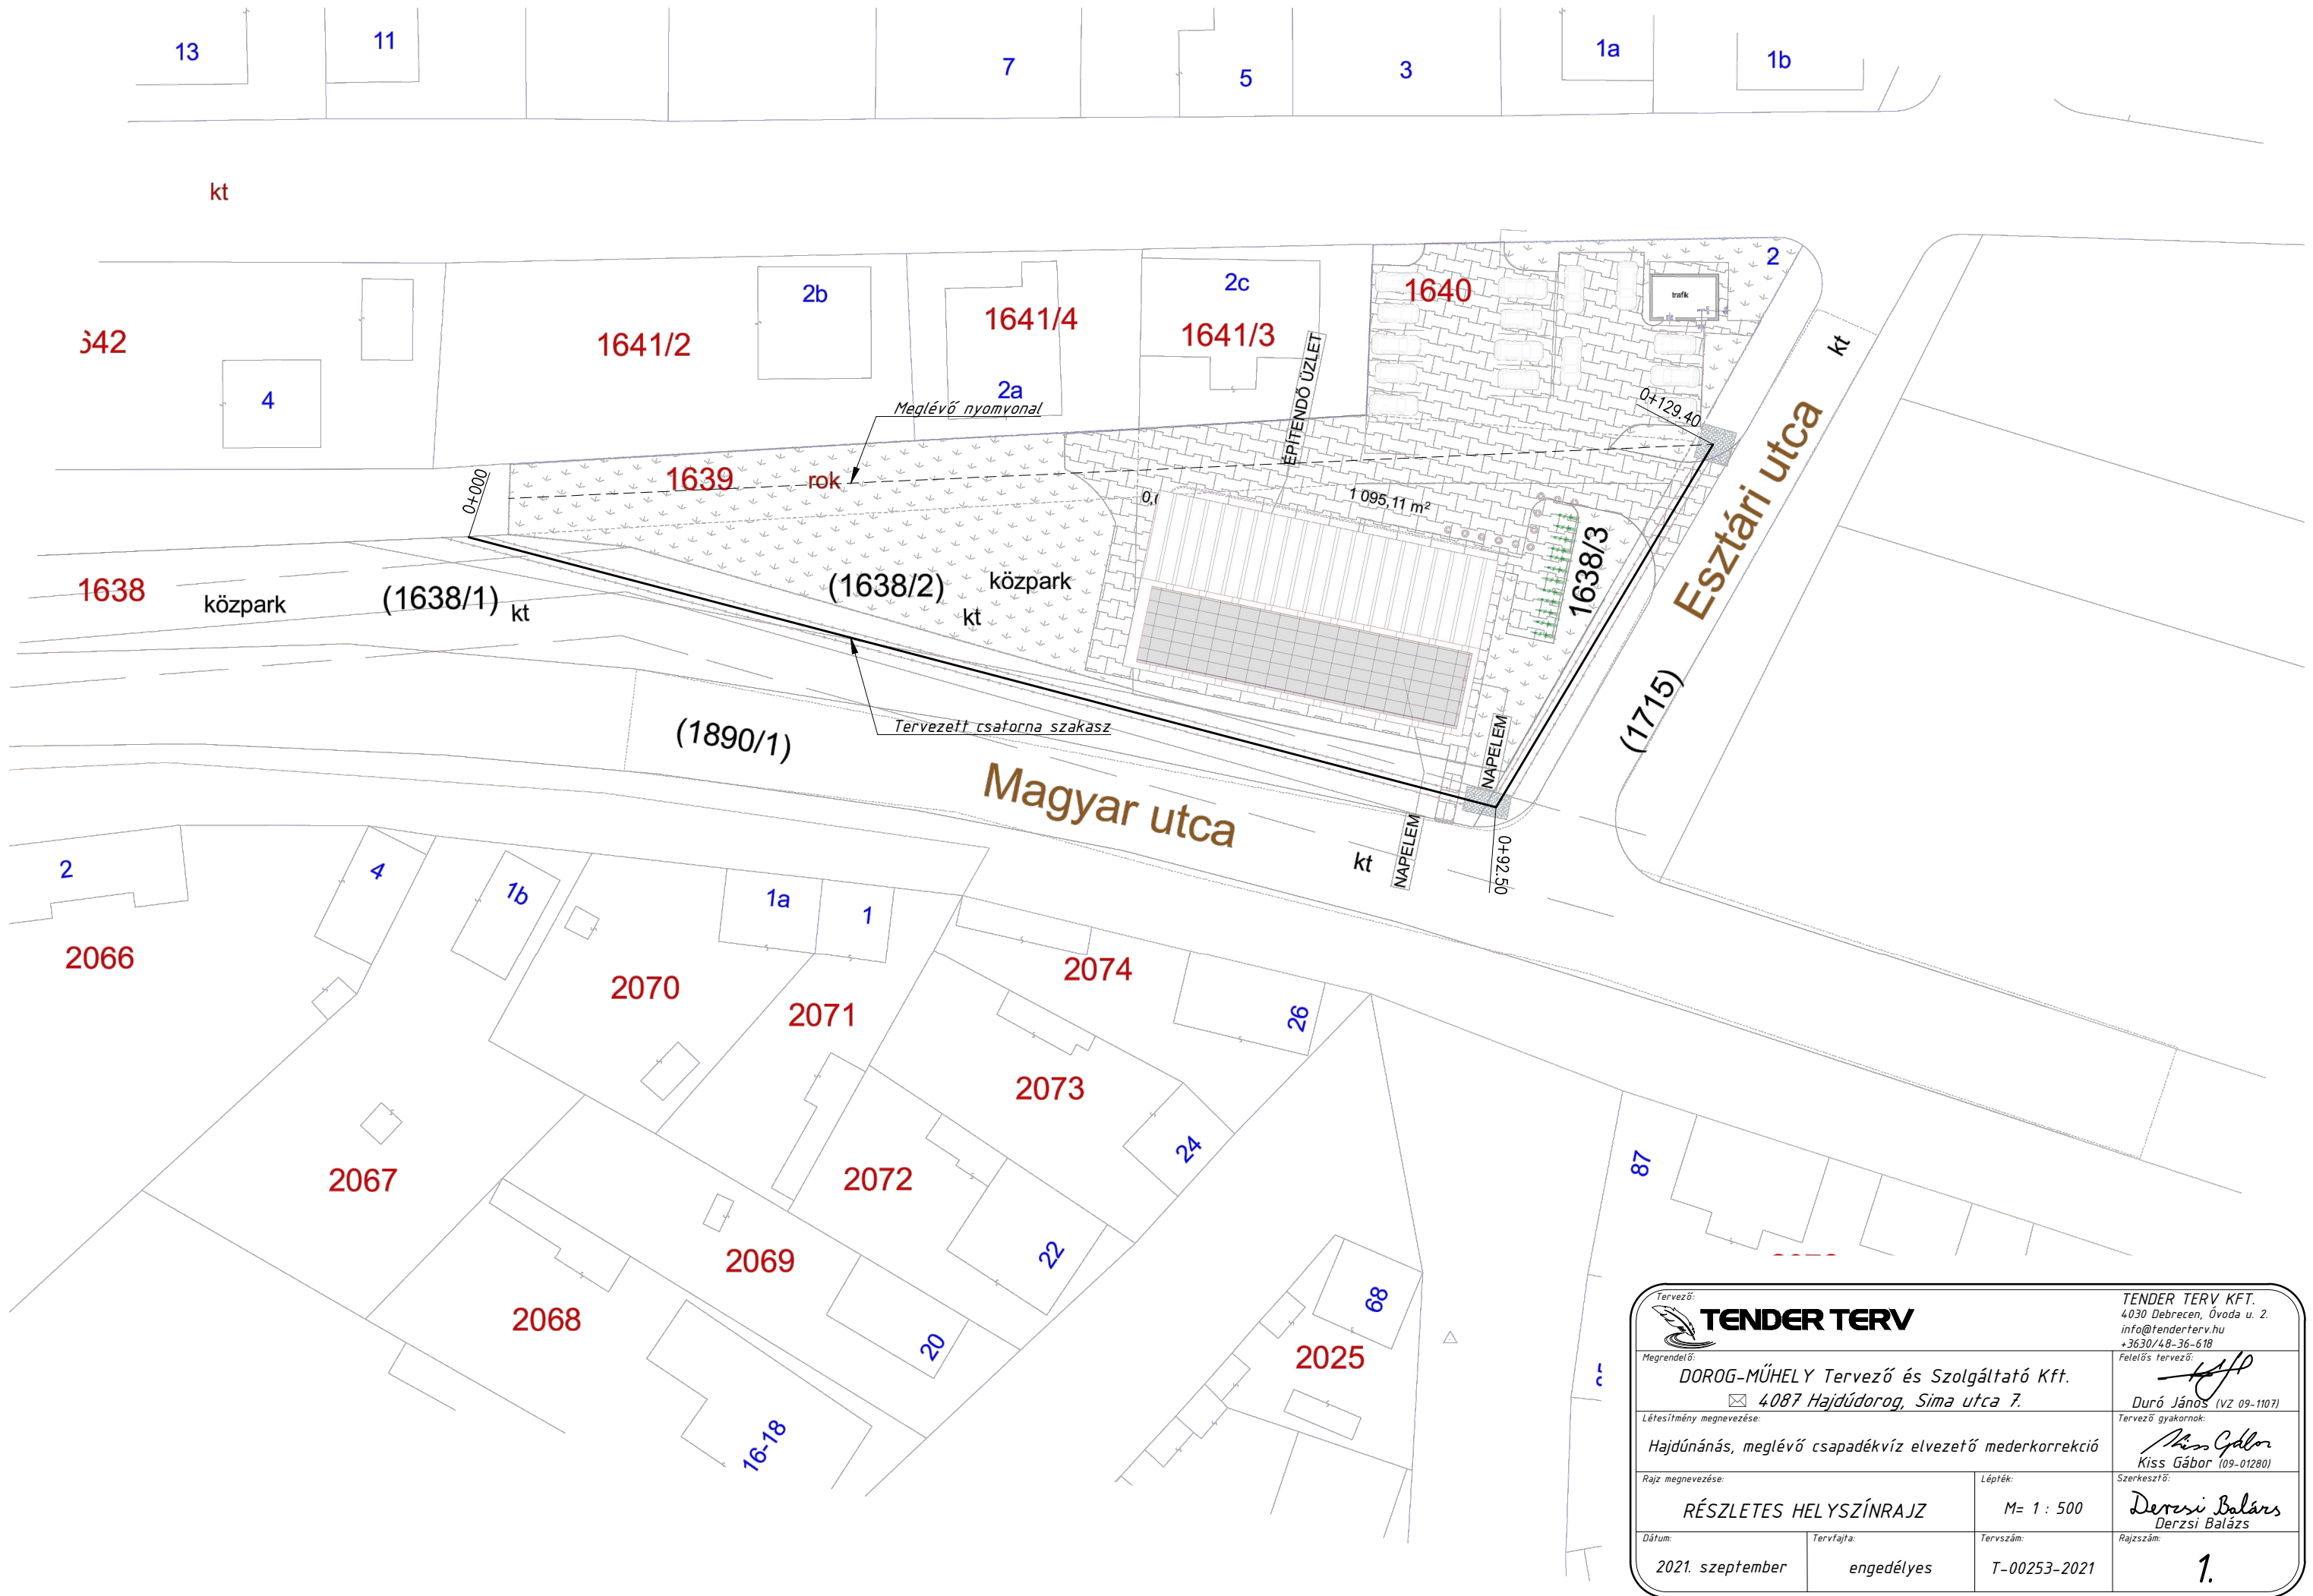 13
11
7
5
3
1a
1b
kt
2
2b
2c
1640
trafik
1641/4
1641/3
642
1641/2
4
2a
kt
ÉPÍTENDŐ ÜZLET
Meglévő nyomvonal
0+129.40
Esztári utca
1639
rok
0+000
1 095,11 m²
1638/3
1638
közpark
(1638/1)
kt
(1638/2)
közpark
kt
(1715)
(1890/1)
Tervezett csatorna szakasz
NAPELEM
Magyar utca
kt
NAPELEM
0+92.50
2
4
1b
1a
1
2066
2070
2071
2074
26
2073
24
2067
2072
87
22
2069
2068
68
20
2025
16-18
Tervező:
TENDER TERV
TENDER TERV KFT.
4030 Debrecen, Óvoda u. 2.
info@tenderterv.hu
+3630/48-36-618
Megrendelő:
DOROG-MŰHELY Tervező és Szolgáltató Kft.
4087 Hajdúdorog, Sima utca 7.
Felelős tervező:
Duró János (VZ 09-1107)
Létesítmény megnevezése:
Hajdúnánás, meglévő csapadékvíz elvezető mederkorrekció
Tervező gyakornok:
Kiss Gábor
Kiss Gábor (09-01280)
Rajz megnevezése:
RÉSZLETES HELYSZÍNRAJZ
Lépték:
M= 1 : 500
Szerkesztő:
Derzsi Balázs
Derzsi Balázs
Dátum:
2021. szeptember
Tervfajta:
engedélyes
Tervszám:
T-00253-2021
Rajzszám:
1.